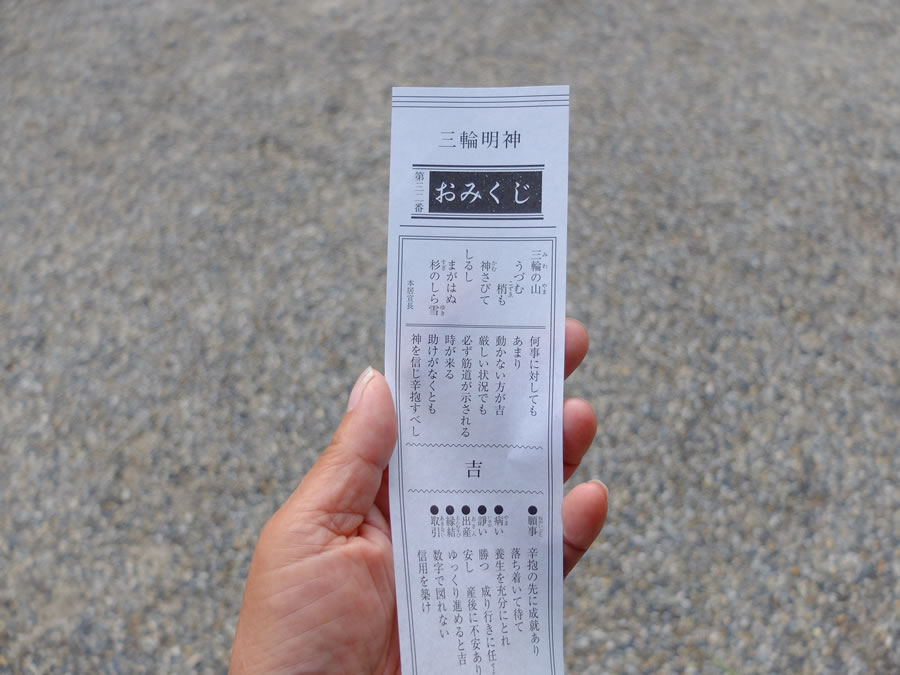 三輪明神
第三二番
おみくじ
三輪の山
うづむ
梢も
神さびて
しるし
まがはぬ
杉のしら雪
本居宣長
何事に対しても
あまり
動かない方が吉
厳しい状況でも
必ず筋道が示される
時が来る
助けがなくとも
神を信じ辛抱すべし
吉
●願事 辛抱の先に成就あり
落ち着いて待て
●病い 養生を充分にとれ
●諍い 勝つ 成り行きに任
●出産 安し 産後に不安あり
●縁結 ゆっくり進めると吉
●取引 数字で図れない
信用を築け